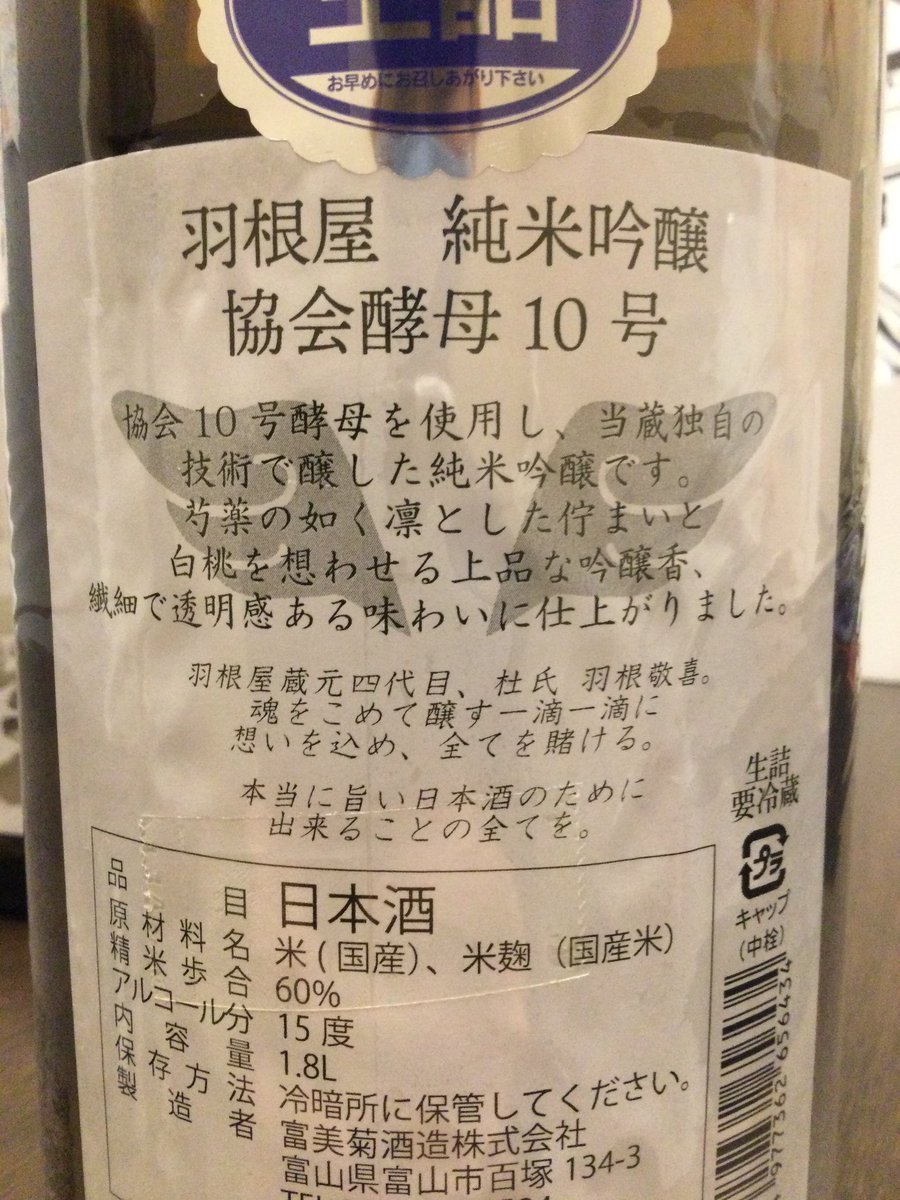 お早めにお召しあがり下さい
羽根屋 純米吟醸
協会酵母10号
協会10号酵母を使用し、当蔵独自の
技術で醸した純米吟醸です。
芍薬の如く凛とした佇まいと
白桃を想わせる上品な吟醸香、
繊細で透明感ある味わいに仕上がりました。
羽根屋蔵元四代目、杜氏 羽根敬喜。
魂をこめて醸す一滴一滴に
想いを込め、全てを賭ける。
本当に旨い日本酒のために
出来ることの全てを。
生詰
要冷蔵
プラ
キャップ
(中栓)
品目 日本酒
原材料名 米(国産)、米麹(国産米)
精米歩合 60%
アルコール分 15度
内容量 1.8L
保存方法 冷暗所に保管してください。
製造者 富美菊酒造株式会社
富山県富山市百塚134-3
4977362656434